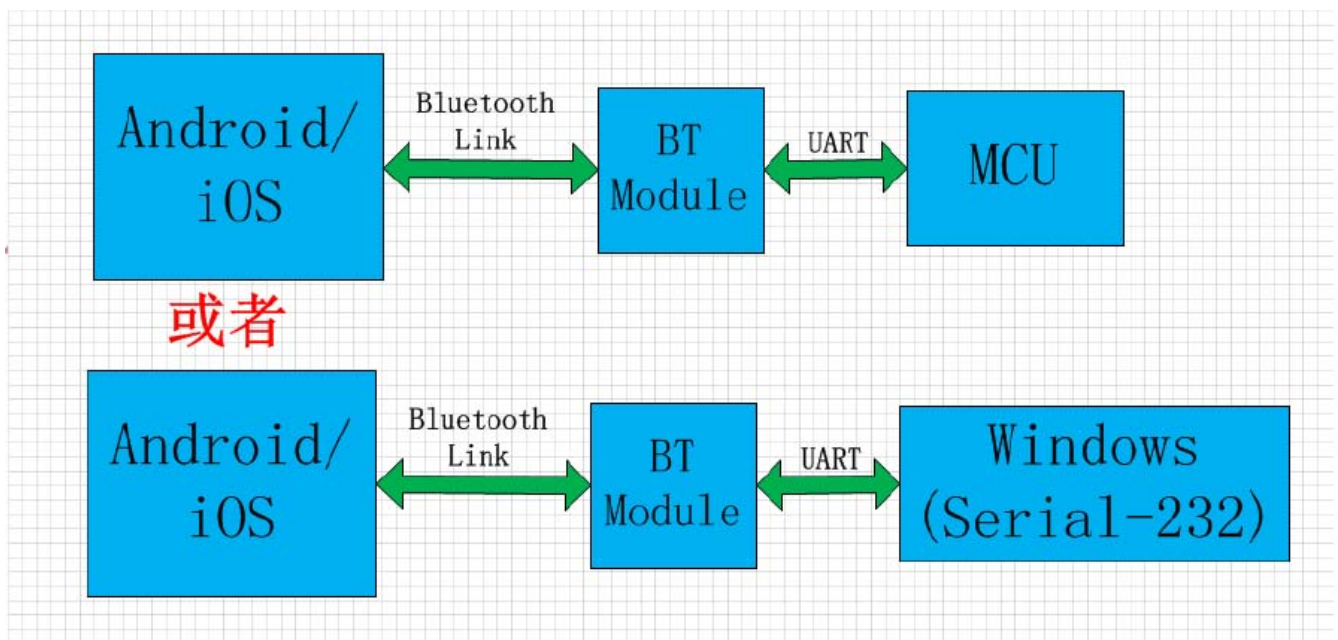 Android/
iOS
Bluetooth
Link
BT
Module
UART
MCU
或者
Android/
iOS
Bluetooth
Link
BT
Module
UART
Windows
(Serial-232)